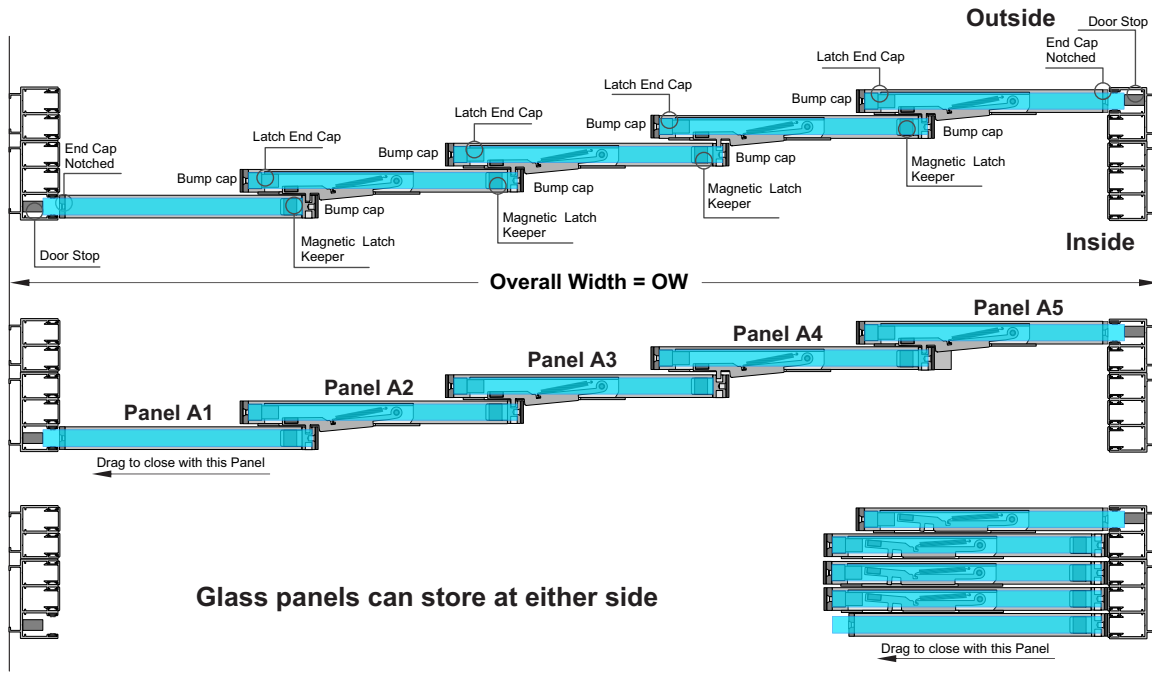 Outside
Door Stop
End Cap
Notched
Latch End Cap
Bump cap
Latch End Cap
Bump cap
Bump cap
Latch End Cap
Bump cap
Bump cap
Magnetic Latch
Keeper
Latch End Cap
Bump cap
Bump cap
Magnetic Latch
Keeper
End Cap
Notched
Bump cap
Magnetic Latch
Keeper
Magnetic Latch
Keeper
Door Stop
Inside
Overall Width = OW
Panel A5
Panel A4
Panel A3
Panel A2
Panel A1
Drag to close with this Panel
Glass panels can store at either side
Drag to close with this Panel